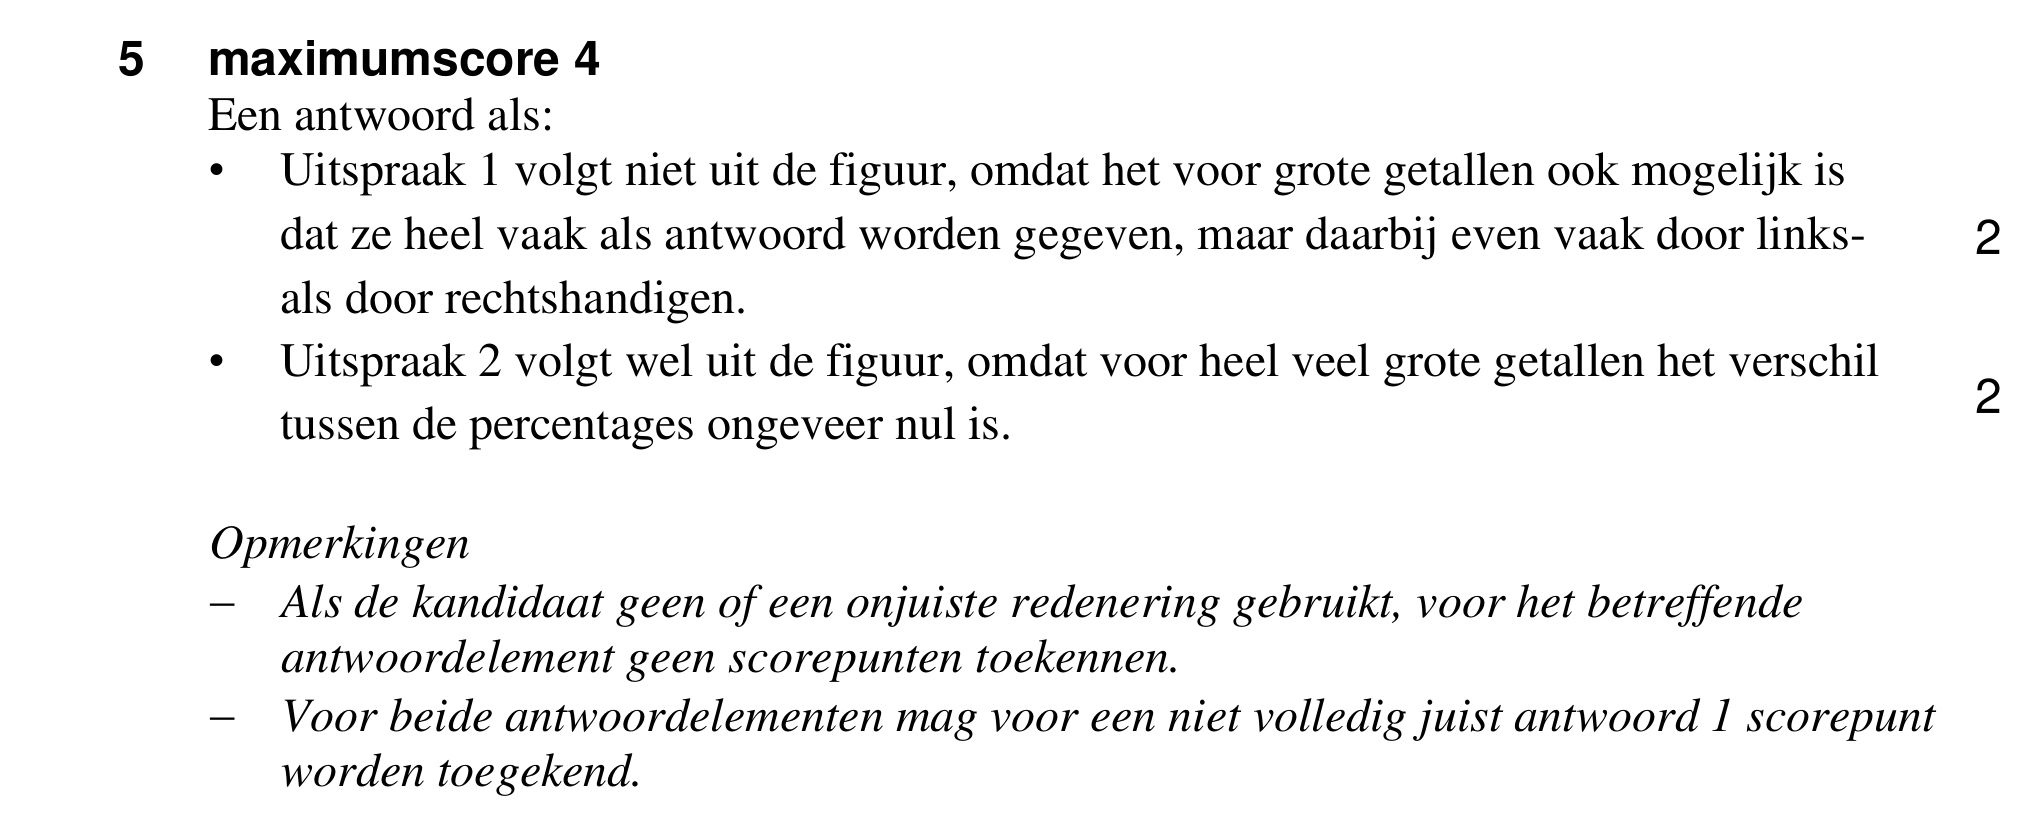 5 maximumscore 4
Een antwoord als:
• Uitspraak 1 volgt niet uit de figuur, omdat het voor grote getallen ook mogelijk is
dat ze heel vaak als antwoord worden gegeven, maar daarbij even vaak door links- 2
als door rechtshandigen.
• Uitspraak 2 volgt wel uit de figuur, omdat voor heel veel grote getallen het verschil
tussen de percentages ongeveer nul is. 2
Opmerkingen
− Als de kandidaat geen of een onjuiste redenering gebruikt, voor het betreffende
antwoordelement geen scorepunten toekennen.
− Voor beide antwoordelementen mag voor een niet volledig juist antwoord 1 scorepunt
worden toegekend.